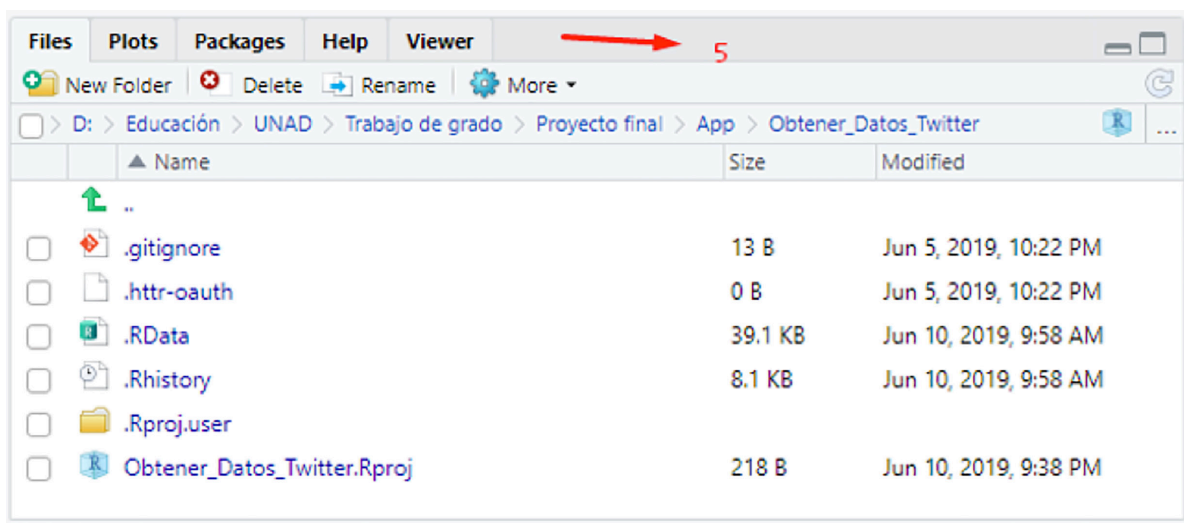 Files Plots Packages Help Viewer 5
New Folder Delete Rename More
D: > Educación > UNAD > Trabajo de grado > Proyecto final > App > Obtener_Datos_Twitter R ...
Name Size Modified
..
.gitignore 13 B Jun 5, 2019, 10:22 PM
.httr-oauth 0 B Jun 5, 2019, 10:22 PM
.RData 39.1 KB Jun 10, 2019, 9:58 AM
.Rhistory 8.1 KB Jun 10, 2019, 9:58 AM
.Rproj.user
Obtener_Datos_Twitter.Rproj 218 B Jun 10, 2019, 9:38 PM